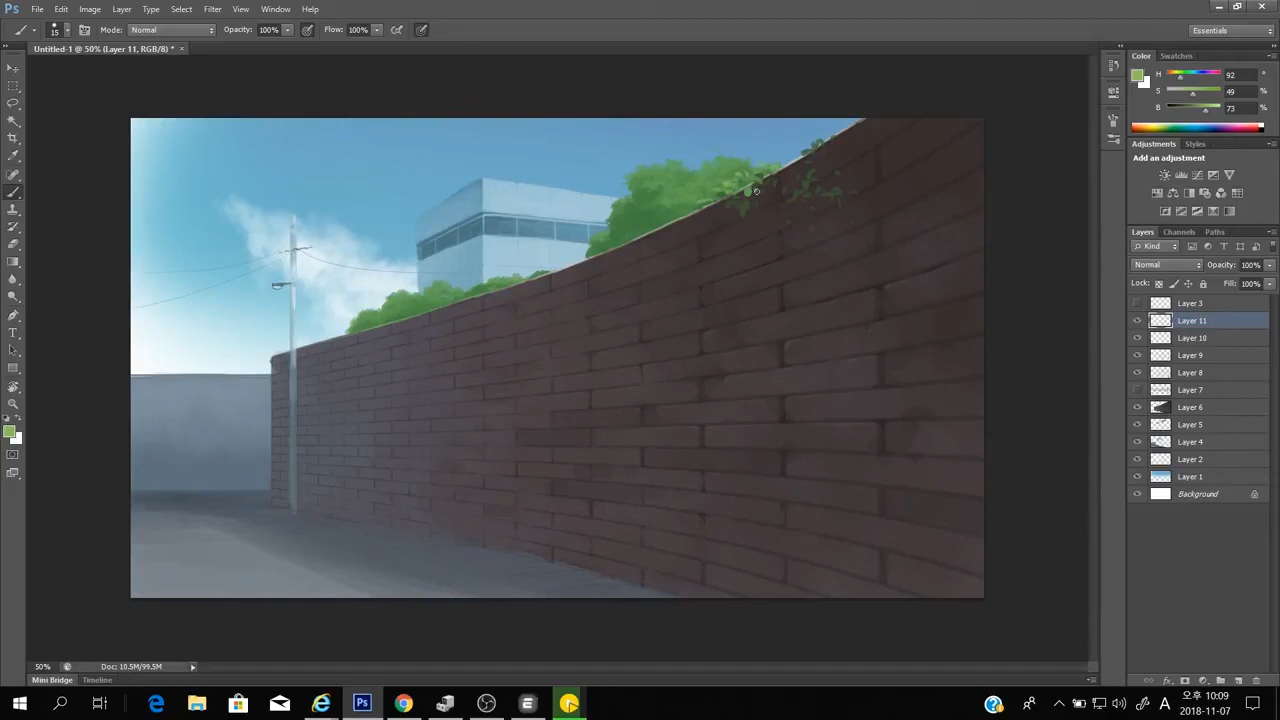 Ps File Edit Image Layer Type Select Filter 3D View Window Help
15 Mode: Normal Opacity: 100% Flow: 100% Essentials
Untitled-1 @ 50% (Layer 11, RGB/8) * ×
Color Swatches
H 92 °
S 49 %
B 73 %
Adjustments Styles
Add an adjustment
Layers Channels Paths
Kind
Normal Opacity: 100%
Lock: Fill: 100%
Layer 3
Layer 11
Layer 10
Layer 9
Layer 8
Layer 7
Layer 6
Layer 5
Layer 4
Layer 2
Layer 1
Background
50% Doc: 10.5M/99.5M
Mini Bridge Timeline
Ps A 오후 10:09
2018-11-07